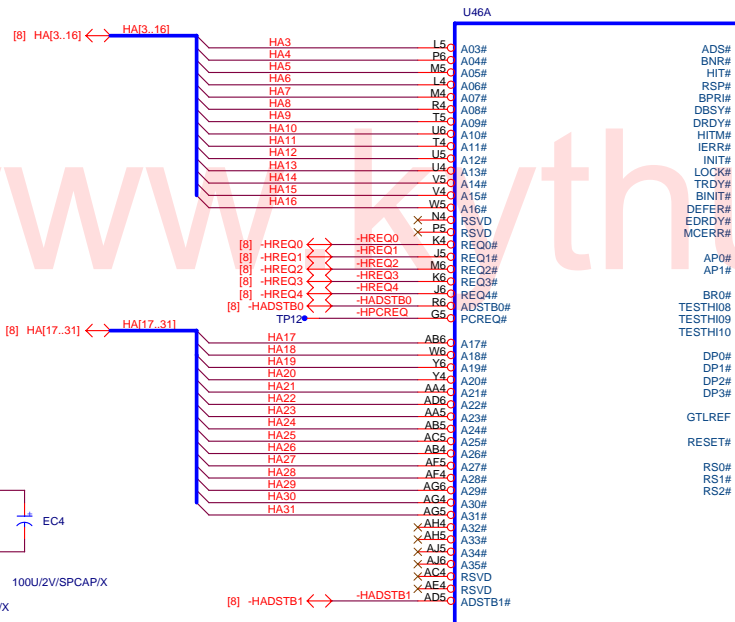 U46A
[8] HA[3..16] HA[3..16]
HA3 L5 A03# ADS#
HA4 P6 A04# BNR#
HA5 M5 A05# HIT#
HA6 L4 A06# RSP#
HA7 M4 A07# BPRI#
HA8 R4 A08# DBSY#
HA9 T5 A09# DRDY#
HA10 U6 A10# HITM#
HA11 T4 A11# IERR#
HA12 U5 A12# INIT#
HA13 U4 A13# LOCK#
HA14 V5 A14# TRDY#
HA15 V4 A15# BINIT#
HA16 W5 A16# DEFER#
N4 RSVD EDRDY#
P5 RSVD MCERR#
[8] -HREQ0 -HREQ0 K4 REQ0#
[8] -HREQ1 -HREQ1 J5 REQ1# AP0#
[8] -HREQ2 -HREQ2 M6 REQ2# AP1#
[8] -HREQ3 -HREQ3 K6 REQ3#
[8] -HREQ4 -HREQ4 J6 REQ4# BR0#
[8] -HADSTB0 -HADSTB0 R6 ADSTB0# TESTHI08
TP12 -HPCREQ G5 PCREQ# TESTHI09
[8] HA[17..31] HA[17..31] TESTHI10
HA17 AB6 A17#
HA18 W6 A18# DP0#
HA19 Y6 A19# DP1#
HA20 Y4 A20# DP2#
HA21 AA4 A21# DP3#
HA22 AD6 A22#
HA23 AA5 A23# GTLREF
HA24 AB5 A24#
HA25 AC5 A25# RESET#
HA26 AB4 A26#
HA27 AF5 A27# RS0#
HA28 AF4 A28# RS1#
HA29 AG6 A29# RS2#
HA30 AG4 A30#
HA31 AG5 A31#
AH4 A32#
AH5 A33#
AJ5 A34#
AJ6 A35#
AC4 RSVD
AE4 RSVD
[8] -HADSTB1 -HADSTB1 AD5 ADSTB1#
+ EC4
100U/2V/SPCAP/X
/X
www.kythu